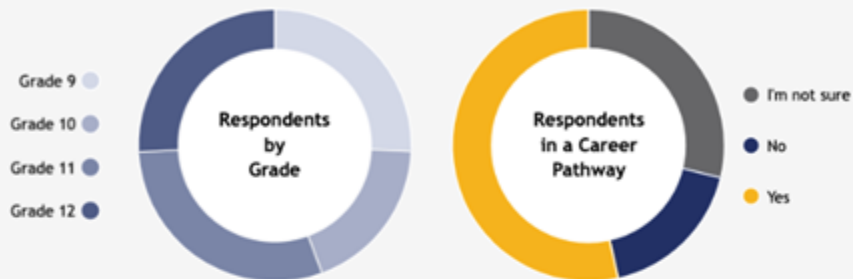 Grade 9
Grade 10
Grade 11
Grade 12
Respondents
by
Grade
Respondents
in a Career
Pathway
I'm not sure
No
Yes